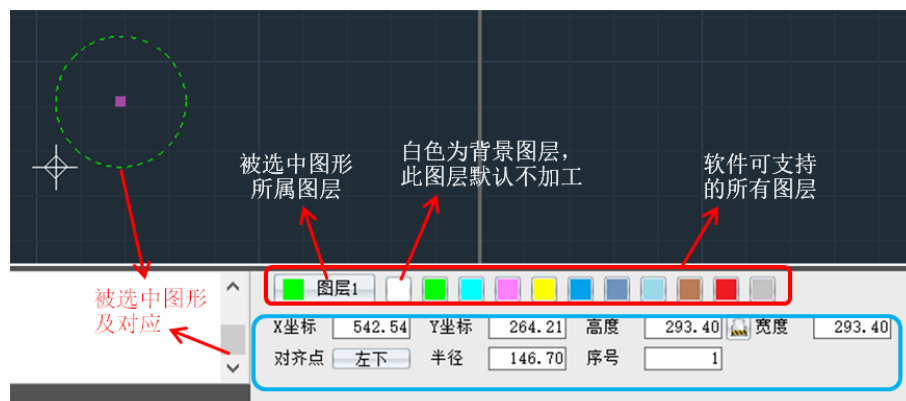 被选中图形
所属图层
白色为背景图层，
此图层默认不加工
软件可支持
的所有图层
被选中图形
及对应
图层1
X坐标 542.54 Y坐标 264.21 高度 293.40 宽度 293.40
对齐点 左下 半径 146.70 序号 1